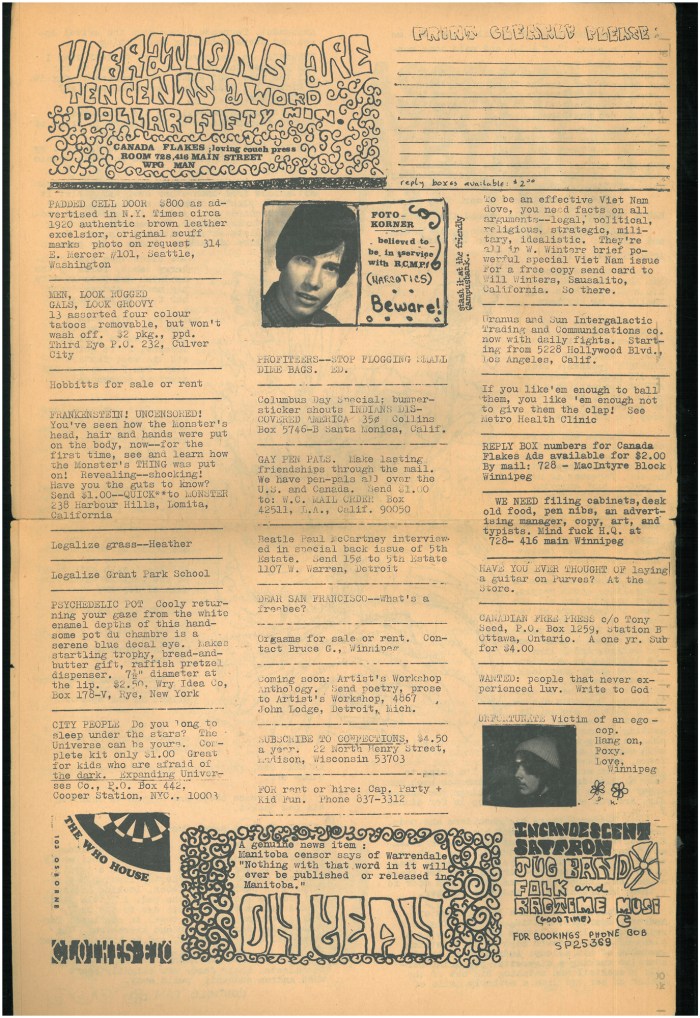 VIBRATIONS ARE
TEN CENTS A WORD
DOLLAR-FIFTY MIN.
CANADA FLAKES ;loving couch press
ROOM 728,416 MAIN STREET
WPG MAN
PRINT CLEARLY PLEASE:
reply boxes available: $2.00
PADDED CELL DOOR $800 as ad-
vertised in N.Y. Times circa
1920 authentic brown leather
excelsior, original scuff
marks photo on request 314
E. Mercer #101, Seattle,
Washington
MEN, LOOK RUGGED
GALS, LOOK GROOVY
13 assorted four colour
tatoos romovable, but won't
wash off. $2 pkg., ppd.
Third Eye P.O. 232, Culver
City
Hobbitts for sale or rent
FRANKENSTEIN! UNCENSORED!
You've seen how the Monster's
head, hair and hands were put
on the body, now--for the
first time, see and learn how
the Monster's THING was put
on! Revealing--shocking!
Have you the guts to know?
Send $1.00--QUICK**to MONSTER
238 Harbour Hills, Lomita,
California
Legalize grass--Heather
Legalize Grant Park School
PSYCHEDELIC POT Cooly retur-
ning your gaze from the white
enamel depths of this hand-
some pot du chambre is a
serene blue decal eye. Makes
startling trophy, bread-and-
butter gift, raffish pretzel
dispenser. 7½" diameter at
the lip. $2.50, Wry Idea Co,
Box 178-V, Rye, New York
CITY PEOPLE Do you long to
sleep under the stars? The
Universe can be yours. Com-
plete kit only $1.00 Great
for kids who are afraid of
the dark. Expanding Univer-
ses Co., P.O. Box 442,
Cooper Station, NYC., 10003
FOTO-
KORNER
believed to
be in service
with R.C.M.P.!
(NARCOTICS)
Beware!
stash it at the friendly
campusbank..
PROFITEERS--STOP FLOGGING SMALL
DIME BAGS. ED.
Columbus Day Special: bumper-
sticker shouts INDIANS DIS-
COVERED AMERICA 35¢ Collins
Box 5746-B Santa Monica, Calif.
GAY PEN PALS. Make lasting
friendships through the mail.
We have pen-pals all over the
U.S. and Canada. Send $1.00
to: W.C. MAIL ORDER Box
42511, L.A., Calif. 90050
Beatle Paul McCartney interview-
ed in special back issue of 5th
Estate. Send 15¢ to 5th Estate
1107 W. Warren, Detroit
DEAR SAN FRANCISCO--What's a
freebee?
Orgasms for sale or rent. Con-
tact Bruce G., Winnipeg
Coming soon: Artist's Workshop
Anthology. Send poetry, prose
to Artist's Workshop, 4867
John Lodge, Detroit, Mich.
SUBSCRIBE TO CONNECTIONS, $4.50
a year. 22 North Henry Street,
Madison, Wisconsin 53703
FOR rent or hire: Cap. Party +
Kid Fun. Phone 837-3312
To be an effective Viet Nam
dove, you need facts on all
arguments--legal, political,
religious, strategic, mili-
tary, idealistic. They're
all in W. Winters brief po-
werful special Viet Nam issue
For a free copy send card to
Will Winters, Sausalito,
California. So there.
Uranus and Sun Intergalactic
Trading and Communications co.
now with daily fights. Start-
ing from 5228 Hollywood Blvd.,
Los Angeles, Calif.
If you like'em enough to ball
them, you like 'em enough not
to give them the clap! See
Metro Health Clinic
REPLY BOX numbers for Canada
Flakes Ads available for $2.00
By mail: 728 - MacIntyre Block
Winnipeg
WE NEED filing cabinets,desk
old food, pen nibs, an advert-
ising manager, copy, art, and
typists. Mind fuck H.Q. at
728- 416 main Winnipeg
HAVE YOU EVER THOUGHT OF laying
a guitar on Purves? At the
Store.
CANADIAN FREE PRESS c/o Tony
Seed, P.O. Box 1259, Station B
Ottawa, Ontario. A one yr. Sub
for $4.00
WANTED: people that never ex-
perienced luv. Write to God
UNFORTUNATE Victim of an ego-
cop.
Hang on,
Foxy.
Love,
Winnipeg
THE WHO HOUSE
102 OSBORNE
CLOTHES ETC
A genuine news item :
Manitoba censor says of Warrendale
"Nothing with that word in it will
ever be published or released in
Manitoba."
OH YEAH
INCANDESCENT
SAFFRON
JUG BAND
FOLK and
RAGTIME MUSIC
(GOOD TIME)
FOR BOOKINGS PHONE BOB
SP25369